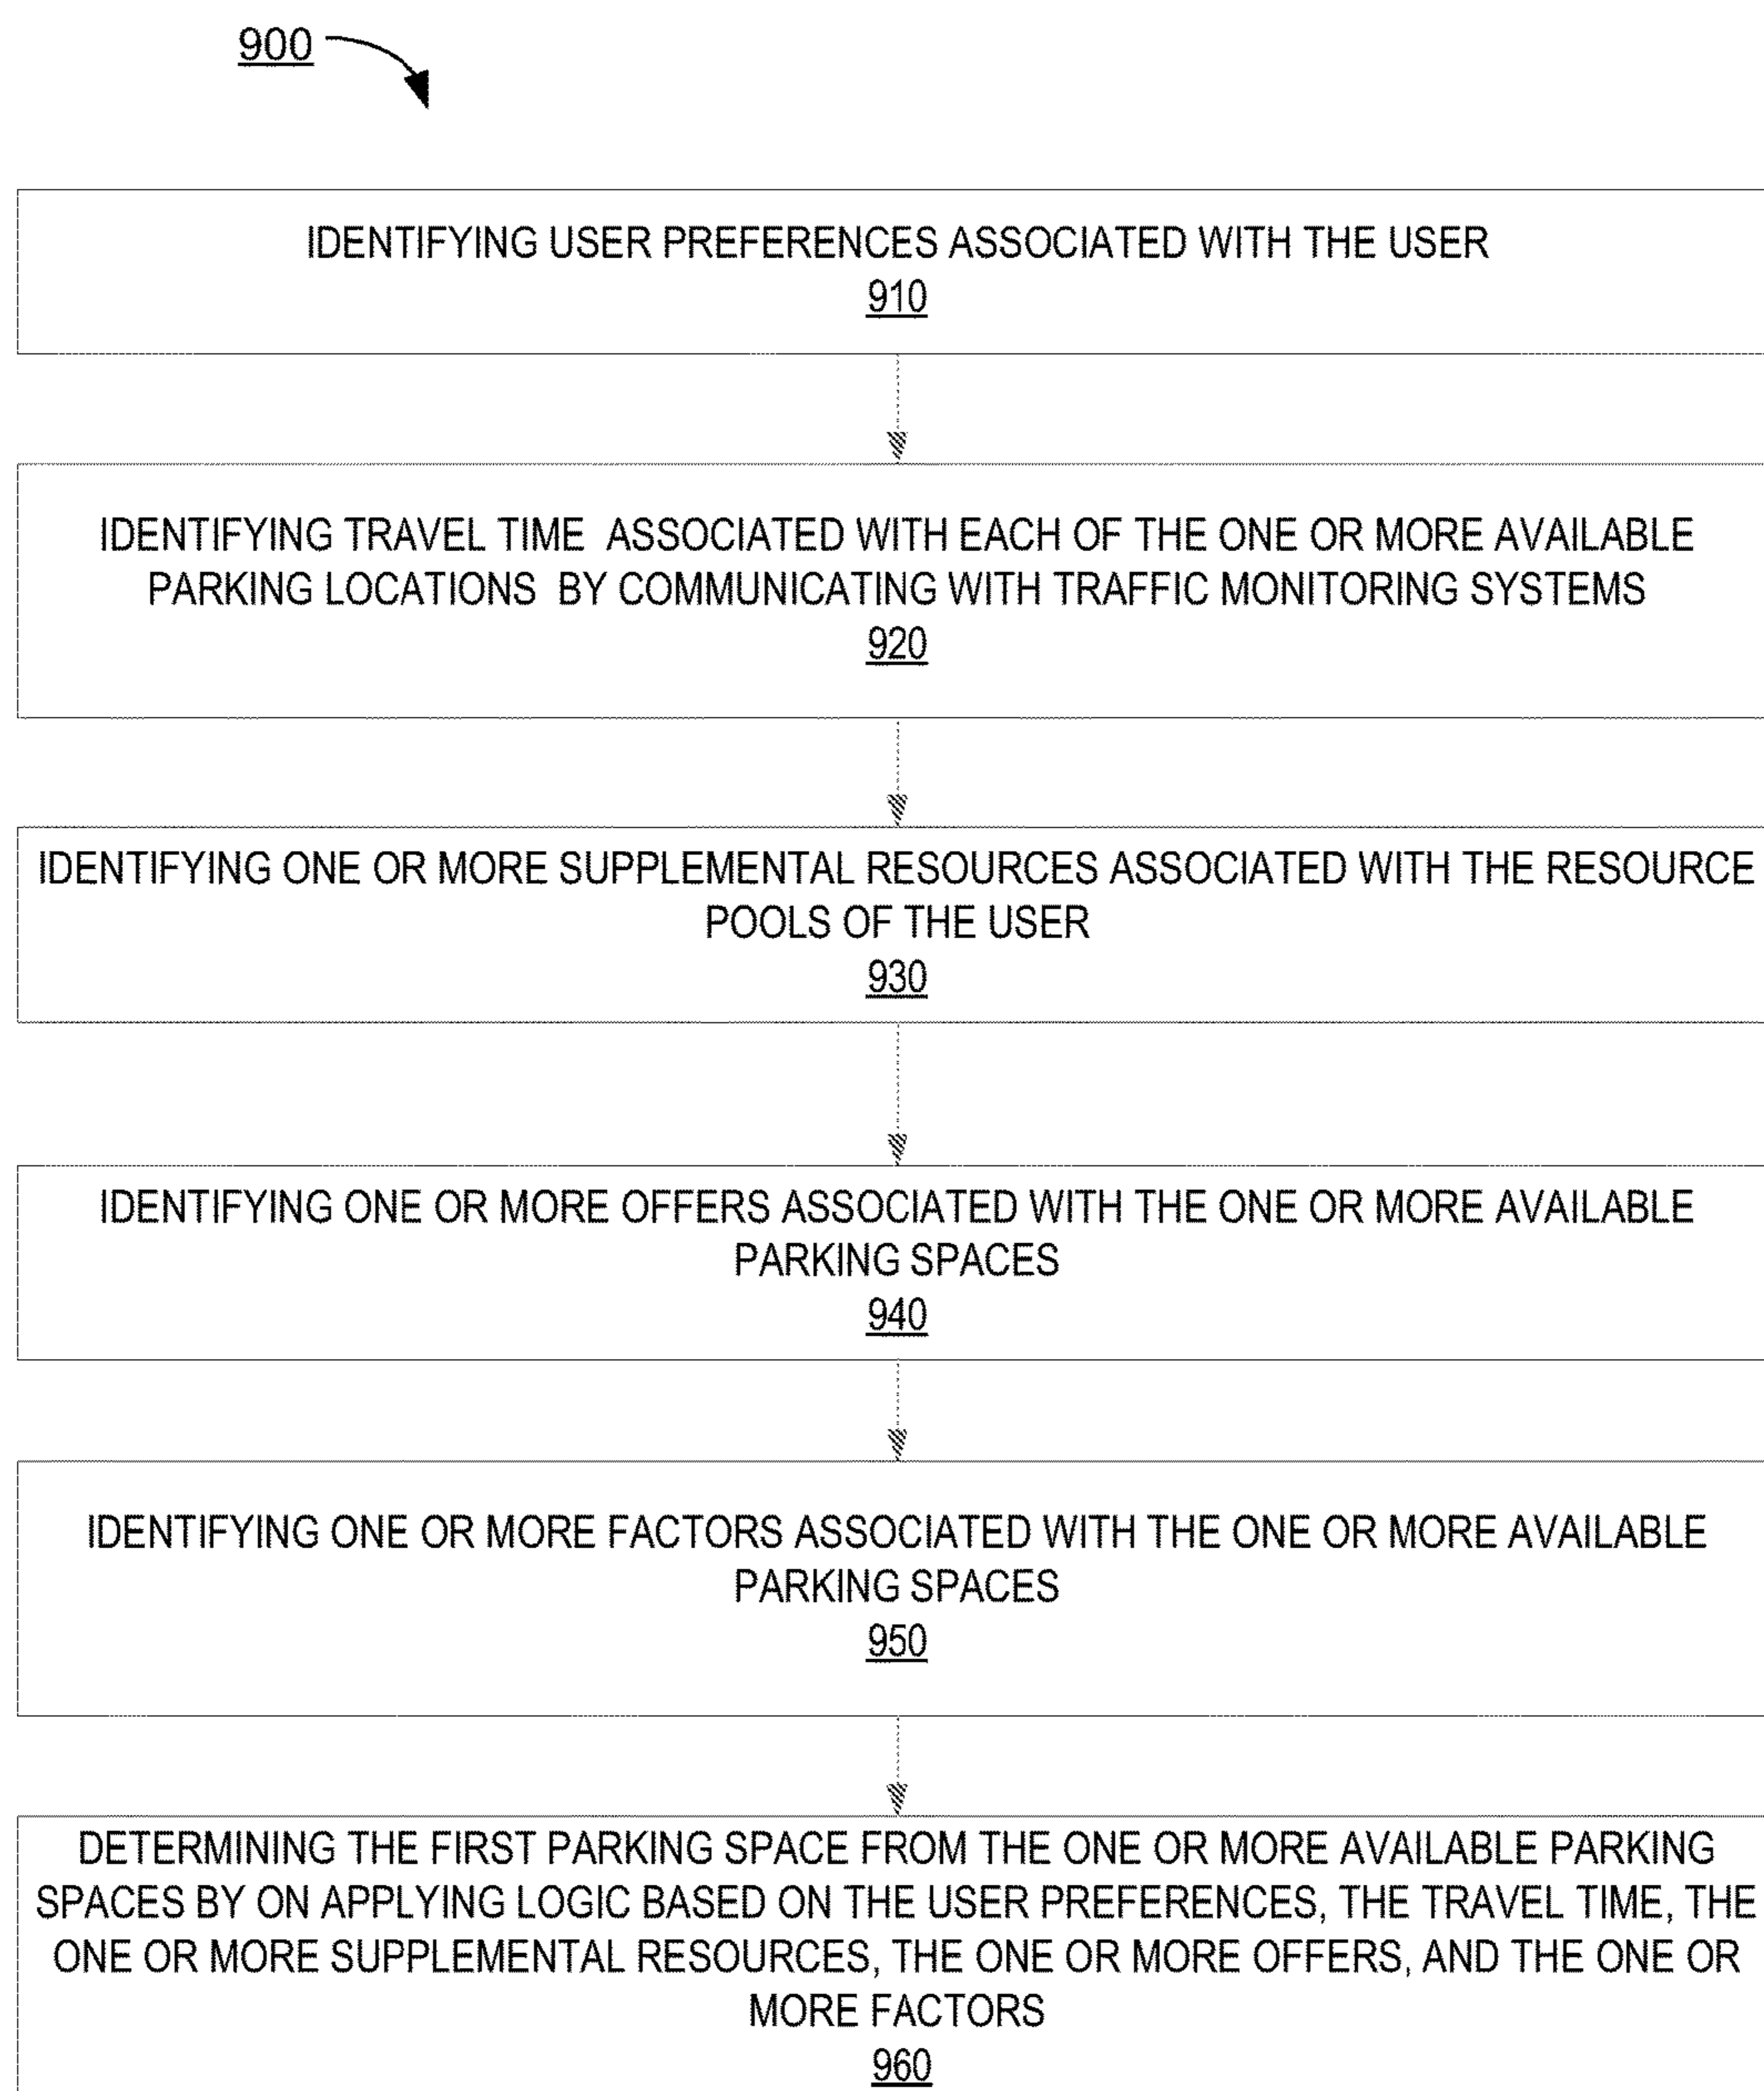 900
IDENTIFYING USER PREFERENCES ASSOCIATED WITH THE USER
910
IDENTIFYING TRAVEL TIME ASSOCIATED WITH EACH OF THE ONE OR MORE AVAILABLE
PARKING LOCATIONS BY COMMUNICATING WITH TRAFFIC MONITORING SYSTEMS
920
IDENTIFYING ONE OR MORE SUPPLEMENTAL RESOURCES ASSOCIATED WITH THE RESOURCE
POOLS OF THE USER
930
IDENTIFYING ONE OR MORE OFFERS ASSOCIATED WITH THE ONE OR MORE AVAILABLE
PARKING SPACES
940
IDENTIFYING ONE OR MORE FACTORS ASSOCIATED WITH THE ONE OR MORE AVAILABLE
PARKING SPACES
950
DETERMINING THE FIRST PARKING SPACE FROM THE ONE OR MORE AVAILABLE PARKING
SPACES BY ON APPLYING LOGIC BASED ON THE USER PREFERENCES, THE TRAVEL TIME, THE
ONE OR MORE SUPPLEMENTAL RESOURCES, THE ONE OR MORE OFFERS, AND THE ONE OR
MORE FACTORS
960